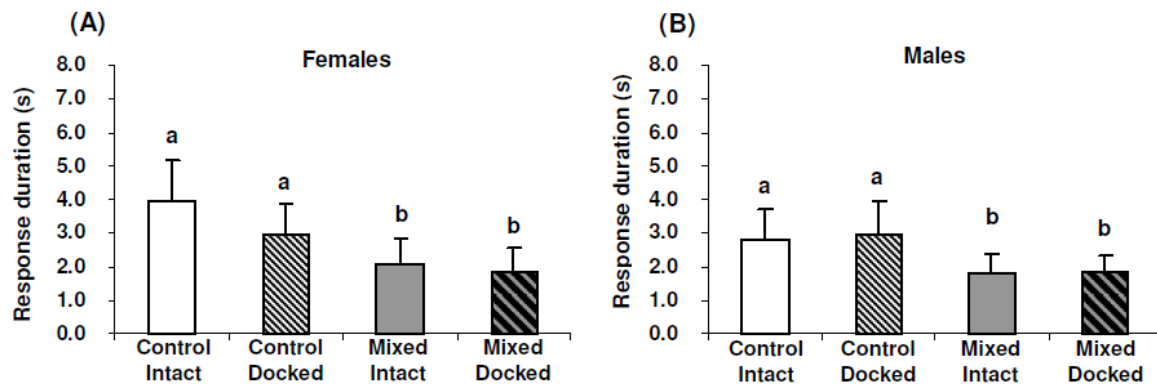 (A)
Females
Response duration (s)
8.0
7.0
6.0
5.0
4.0
3.0
2.0
1.0
0.0
a
a
b
b
Control
Intact
Control
Docked
Mixed
Intact
Mixed
Docked
(B)
Males
Response duration (s)
8.0
7.0
6.0
5.0
4.0
3.0
2.0
1.0
0.0
a
a
b
b
Control
Intact
Control
Docked
Mixed
Intact
Mixed
Docked